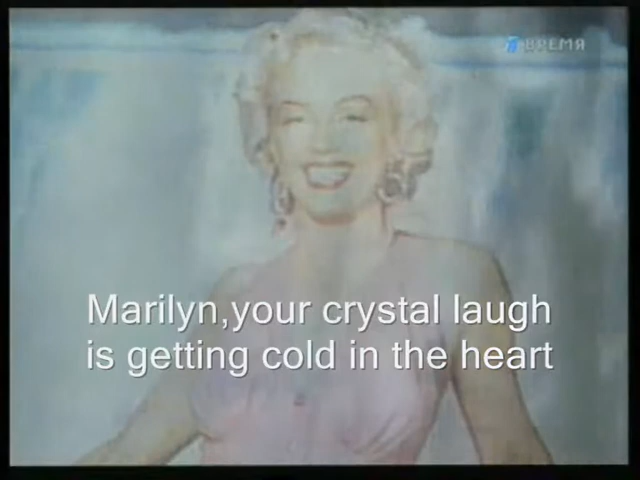 ВРЕМЯ
Marilyn,your crystal laugh
is getting cold in the heart